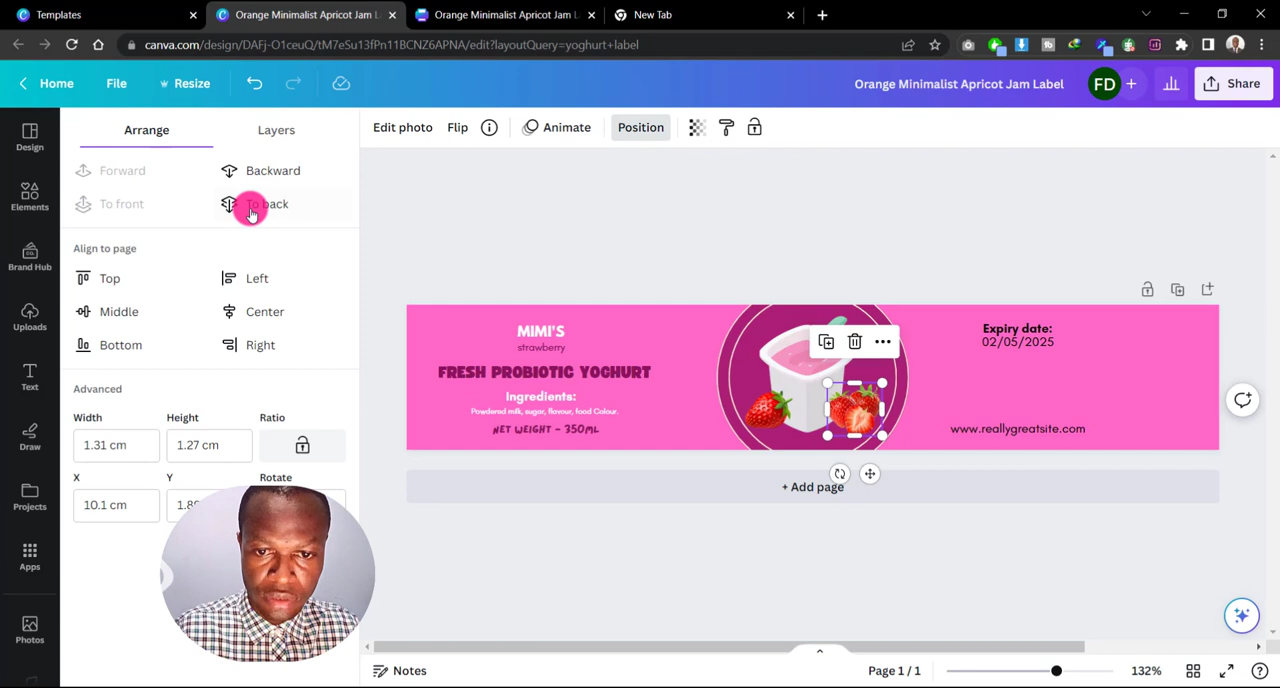 Templates
Orange Minimalist Apricot Jam L
Orange Minimalist Apricot Jam L
New Tab
canva.com/design/DAFj-O1ceuQ/tM7eSu13fPn11BCNZ6APNA/edit?layoutQuery=yoghurt+label
Home
File
Resize
Orange Minimalist Apricot Jam Label
FD
Share
Design
Elements
Brand Hub
Uploads
Text
Draw
Projects
Apps
Photos
Arrange
Layers
Forward
Backward
To front
To back
Align to page
Top
Left
Middle
Center
Bottom
Right
Advanced
Width
Height
Ratio
1.31 cm
1.27 cm
X
Y
Rotate
10.1 cm
Edit photo
Flip
Animate
Position
MIMI'S
strawberry
FRESH PROBIOTIC YOGHURT
Ingredients:
Powdered milk, sugar, flavour, food Colour.
NET WEIGHT - 350ML
Expiry date:
02/05/2025
www.reallygreatsite.com
+ Add page
Notes
Page 1 / 1
132%